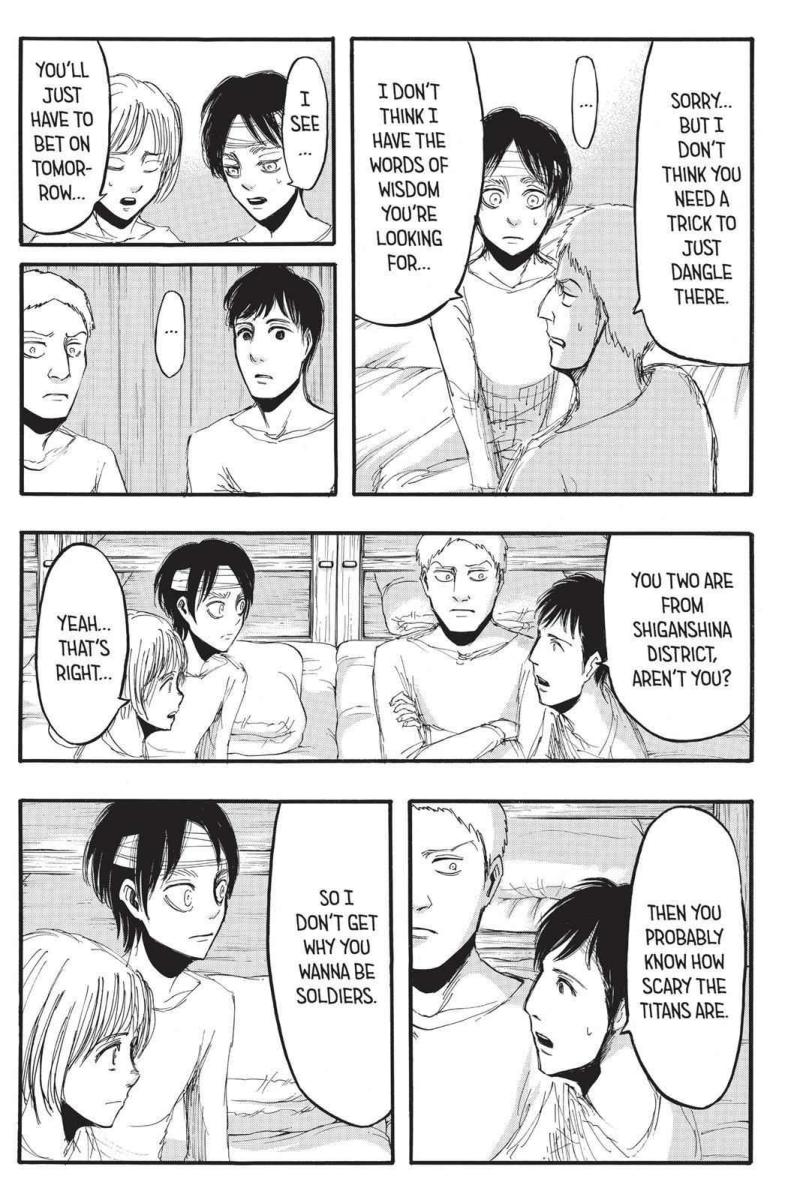 SORRY...
BUT I
DON'T
THINK YOU
NEED A
TRICK TO
JUST
DANGLE
THERE.
...
I DON'T
THINK I
HAVE THE
WORDS OF
WISDOM
YOU'RE
LOOKING
FOR...
I
SEE
...
YOU'LL
JUST
HAVE TO
BET ON
TOMOR-
ROW...
...
YOU TWO ARE
FROM
SHIGANSHINA
DISTRICT,
AREN'T YOU?
YEAH...
THAT'S
RIGHT...
THEN YOU
PROBABLY
KNOW HOW
SCARY THE
TITANS ARE.
SO I
DON'T GET
WHY YOU
WANNA BE
SOLDIERS.